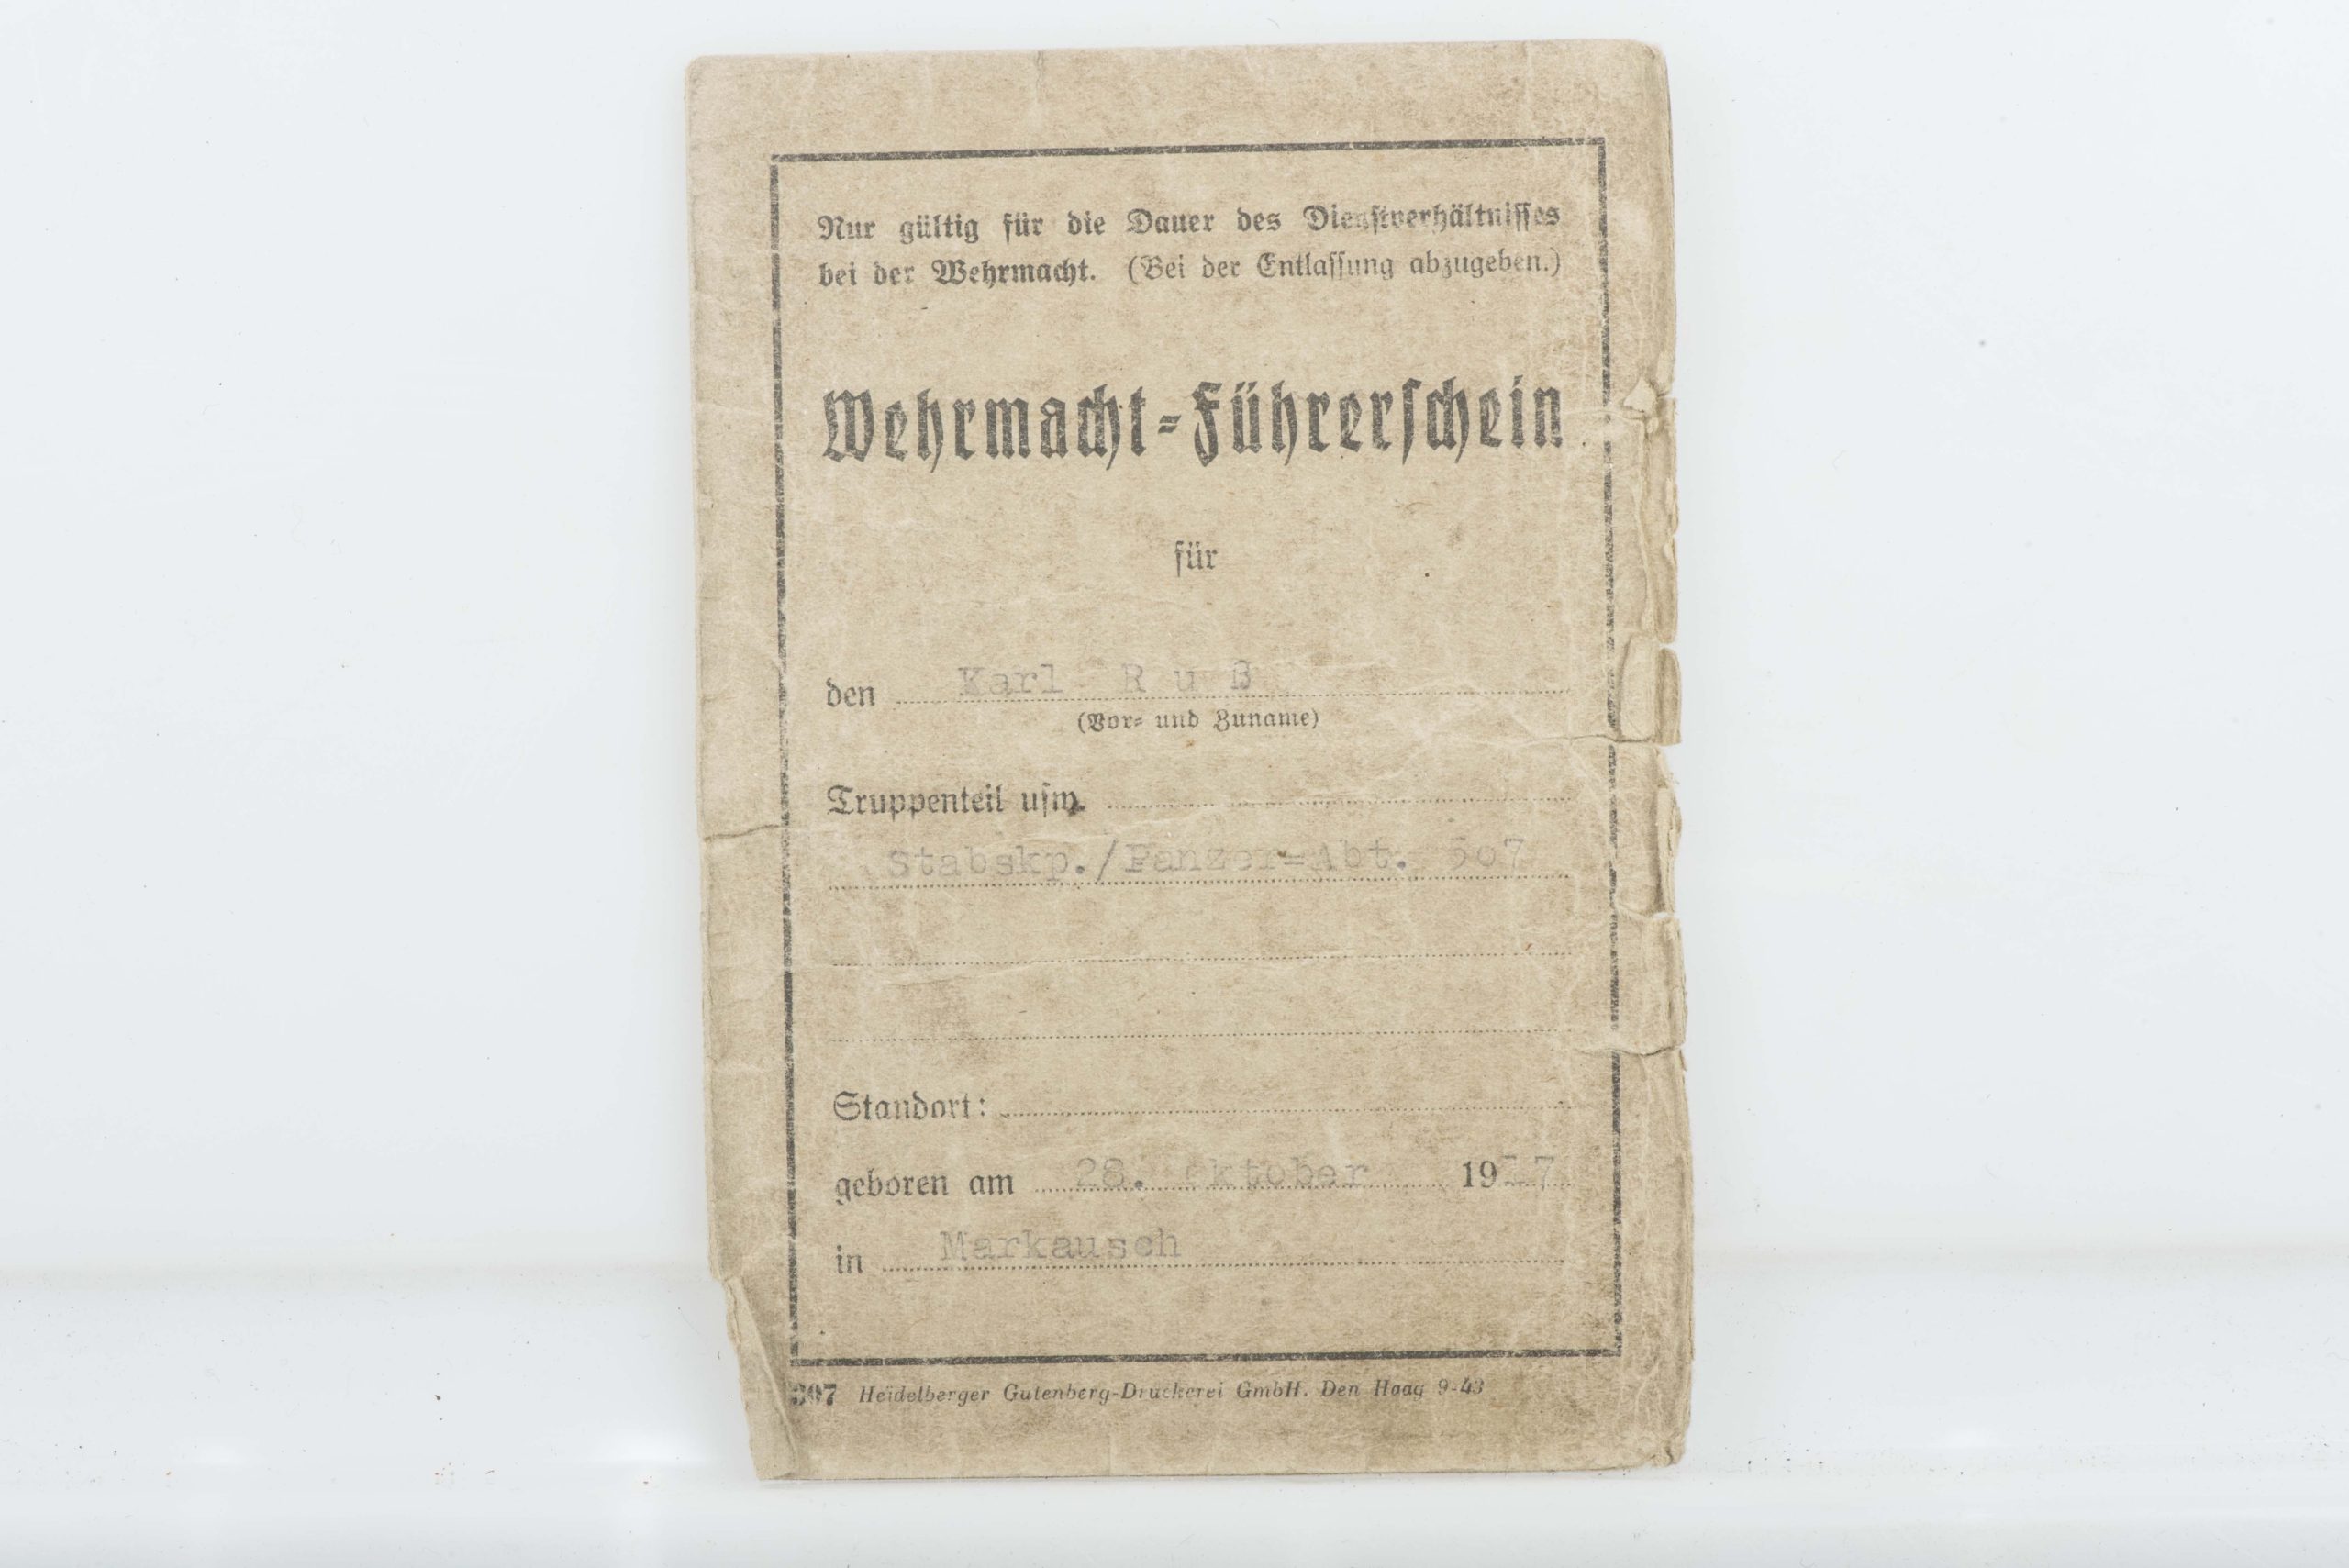 Nur gültig für die Dauer des Dienstverhältnisses
bei der Wehrmacht. (Bei der Entlassung abzugeben.)
Wehrmacht-Führerschein
für
den Karl Ruß
(Vor- und Zuname)
Truppenteil usw.
Stabskp./Panzer-Abt. 507
Standort:
geboren am 28. Oktober 19
in Markausch
Heidelberger Gutenberg-Druckerei GmbH. Den Haag 9-43